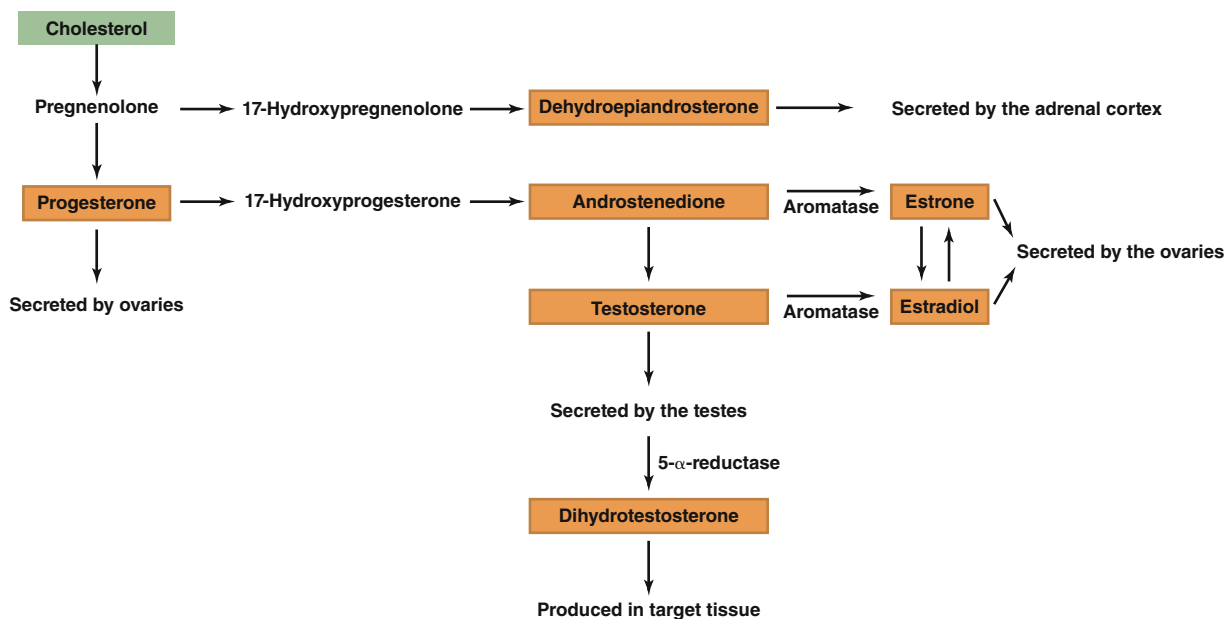 Cholesterol
Pregnenolone
17-Hydroxypregnenolone
Dehydroepiandrosterone
Secreted by the adrenal cortex
Progesterone
17-Hydroxyprogesterone
Androstenedione
Aromatase
Estrone
Secreted by the ovaries
Secreted by ovaries
Testosterone
Aromatase
Estradiol
Secreted by the testes
5-α-reductase
Dihydrotestosterone
Produced in target tissue